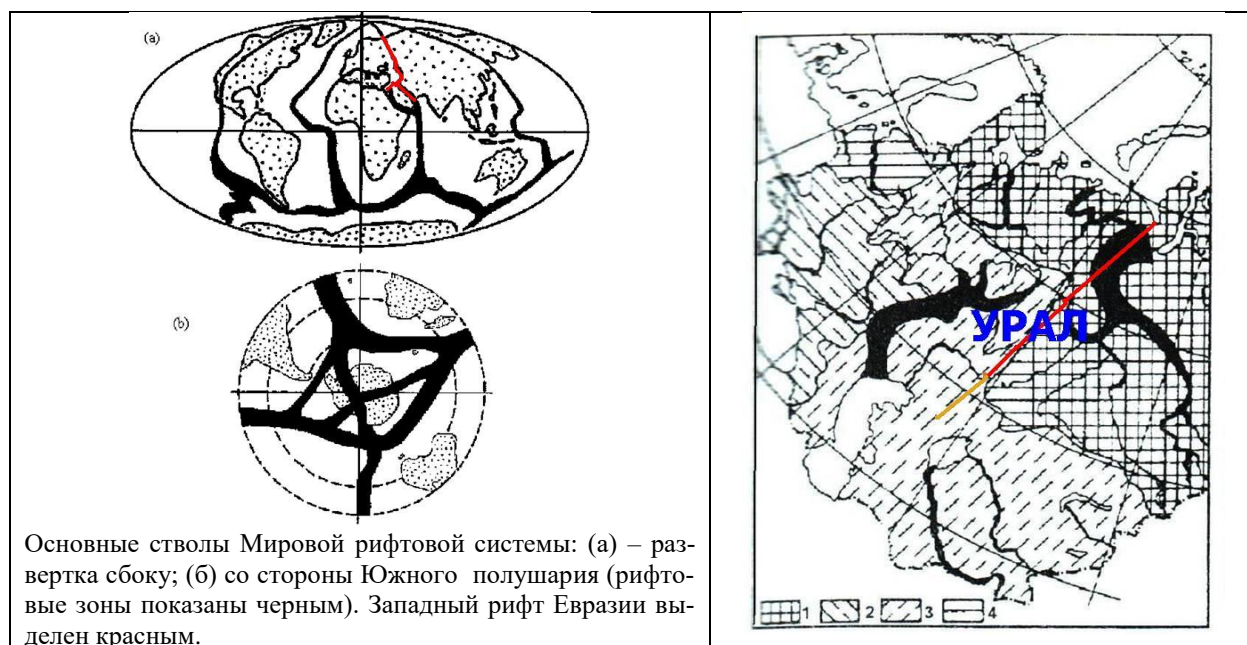 (a)
(b)
Основные стволы Мировой рифтовой системы: (а) – раз-
вертка сбоку; (б) со стороны Южного полушария (рифто-
вые зоны показаны черным). Западный рифт Евразии вы-
делен красным.
УРАЛ
1 2 3 4